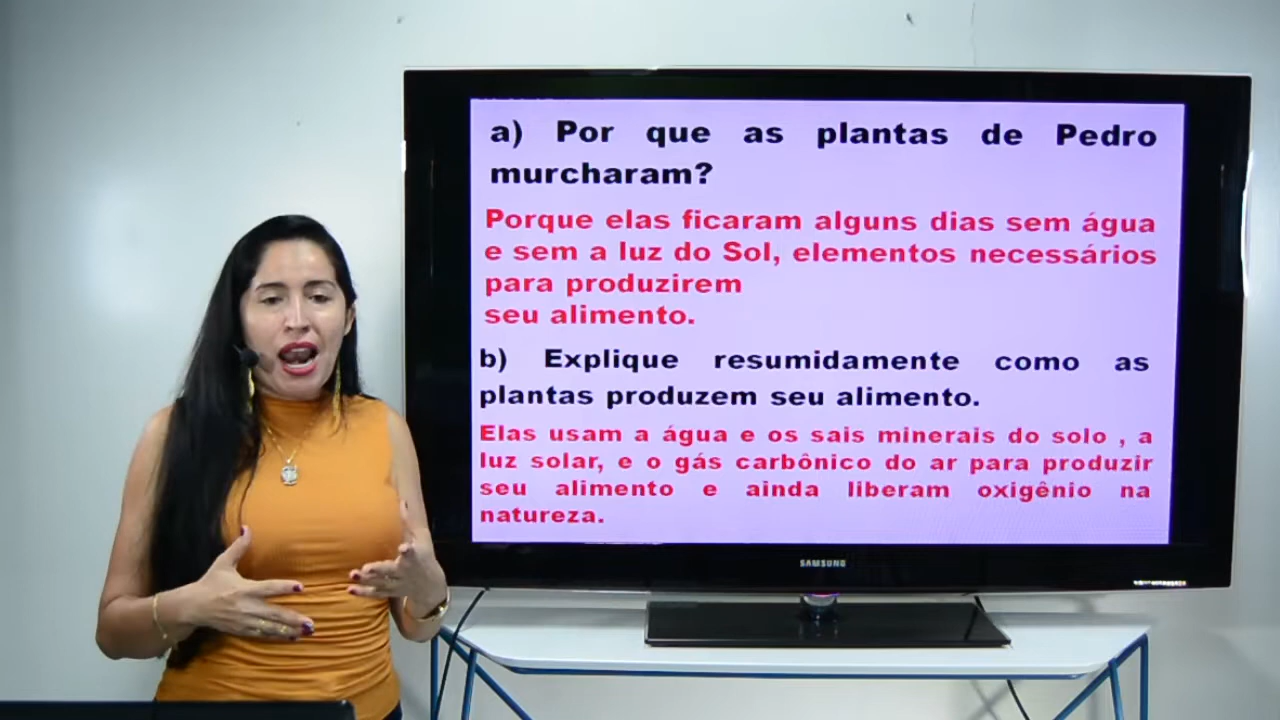 a) Por que as plantas de Pedro
murcharam?
Porque elas ficaram alguns dias sem água
e sem a luz do Sol, elementos necessários
para produzirem
seu alimento.
b) Explique resumidamente como as
plantas produzem seu alimento.
Elas usam a água e os sais minerais do solo , a
luz solar, e o gás carbônico do ar para produzir
seu alimento e ainda liberam oxigênio na
natureza.
SAMSUNG